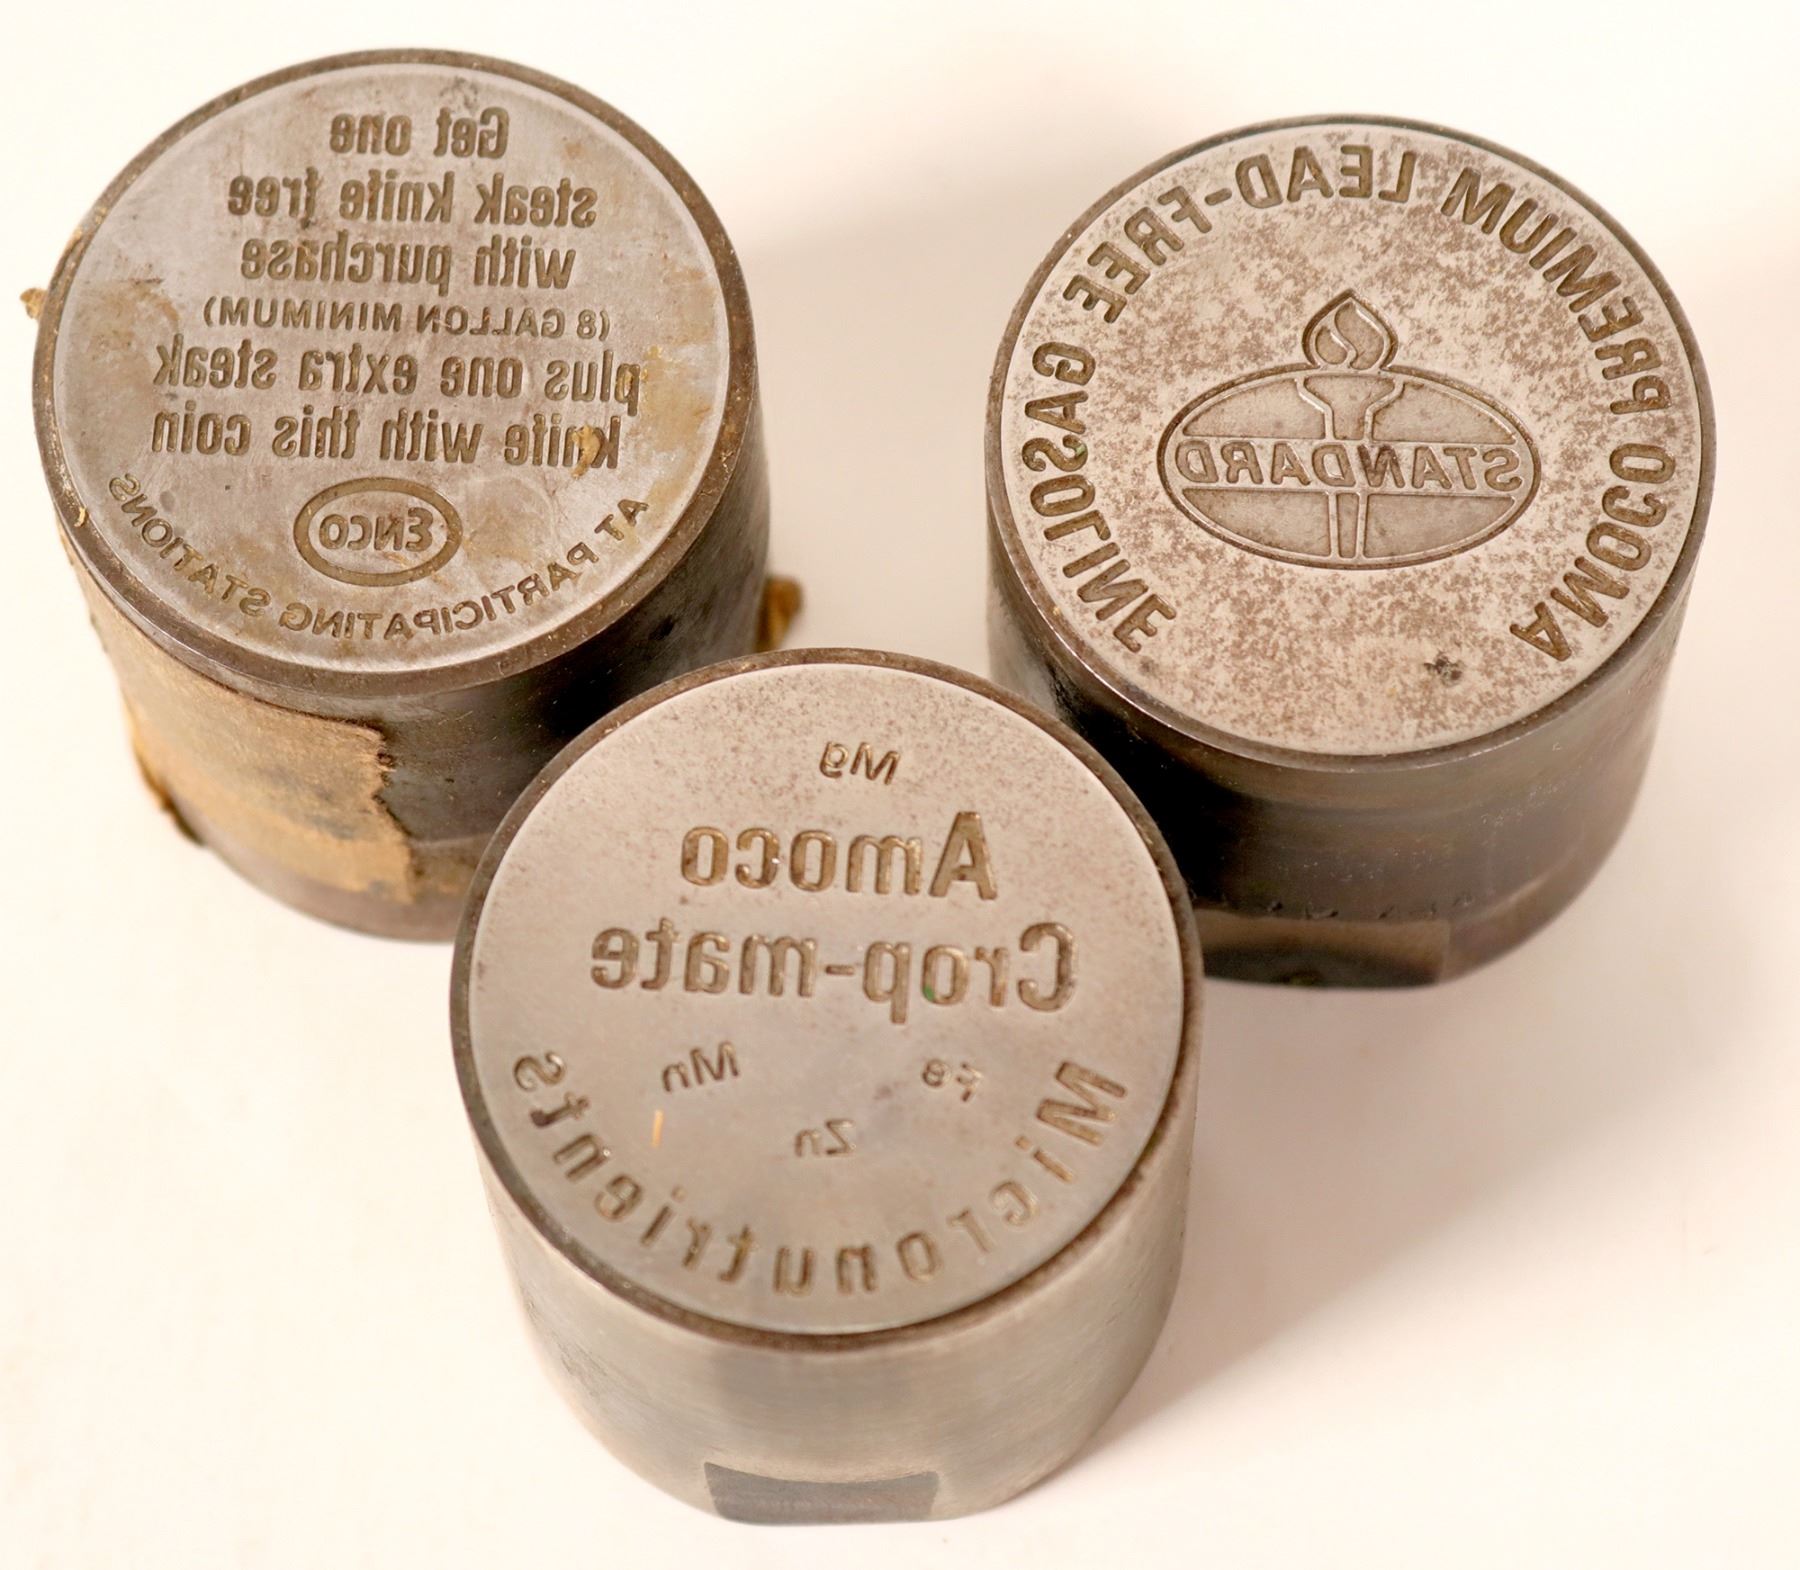 Get one
steak knife free
with purchase
(8 GALLON MINIMUM)
plus one extra steak
knife with this coin
ENCO
AT PARTICIPATING STATIONS
AMOCO PREMIUM LEAD-FREE GASOLINE
STANDARD
Mg
Amoco
Crop-mate
Fe Mn
Zn
Micronutrients